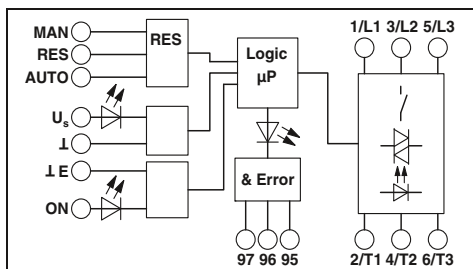 MAN
RES
AUTO
RES
Logic
µP
1/L1 3/L2 5/L3
Us
⊥
⊥ E
ON
& Error
97 96 95
2/T1 4/T2 6/T3